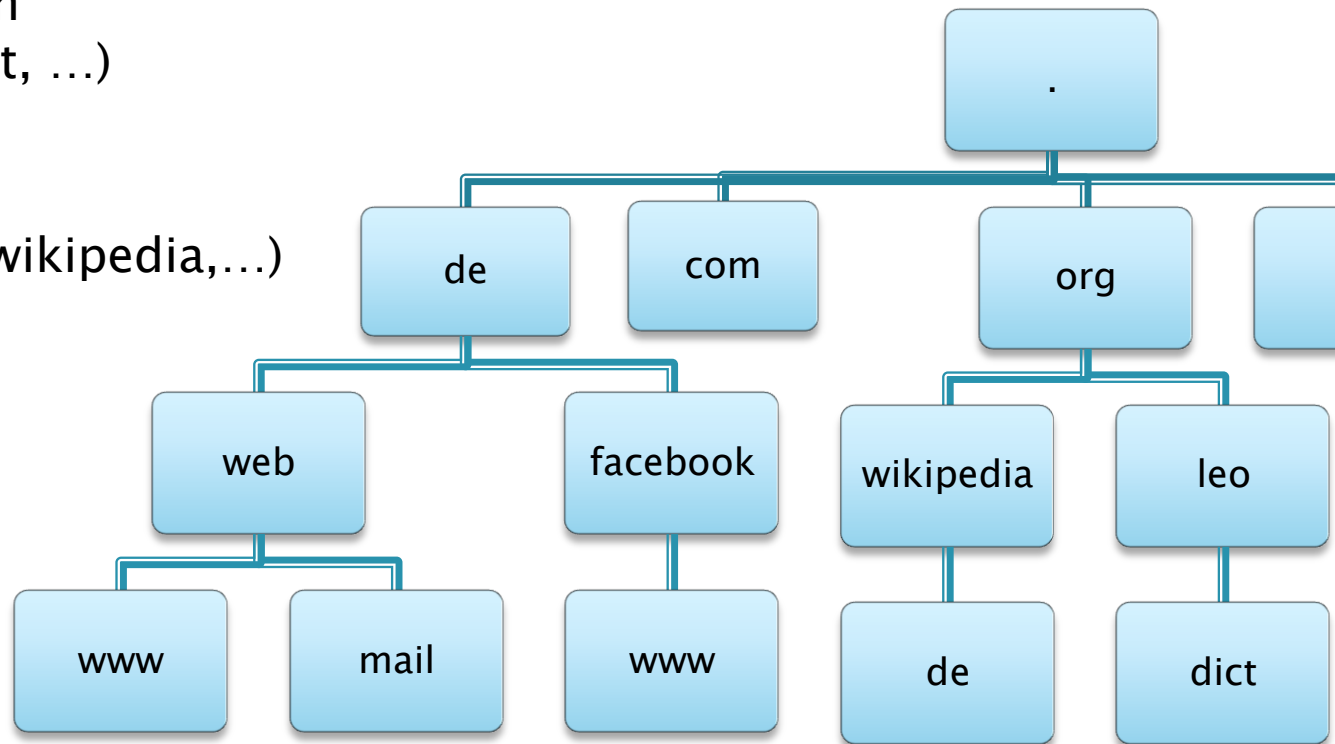 t, …)
wikipedia,…)
.
de
com
org
web
facebook
wikipedia
leo
www
mail
www
de
dict